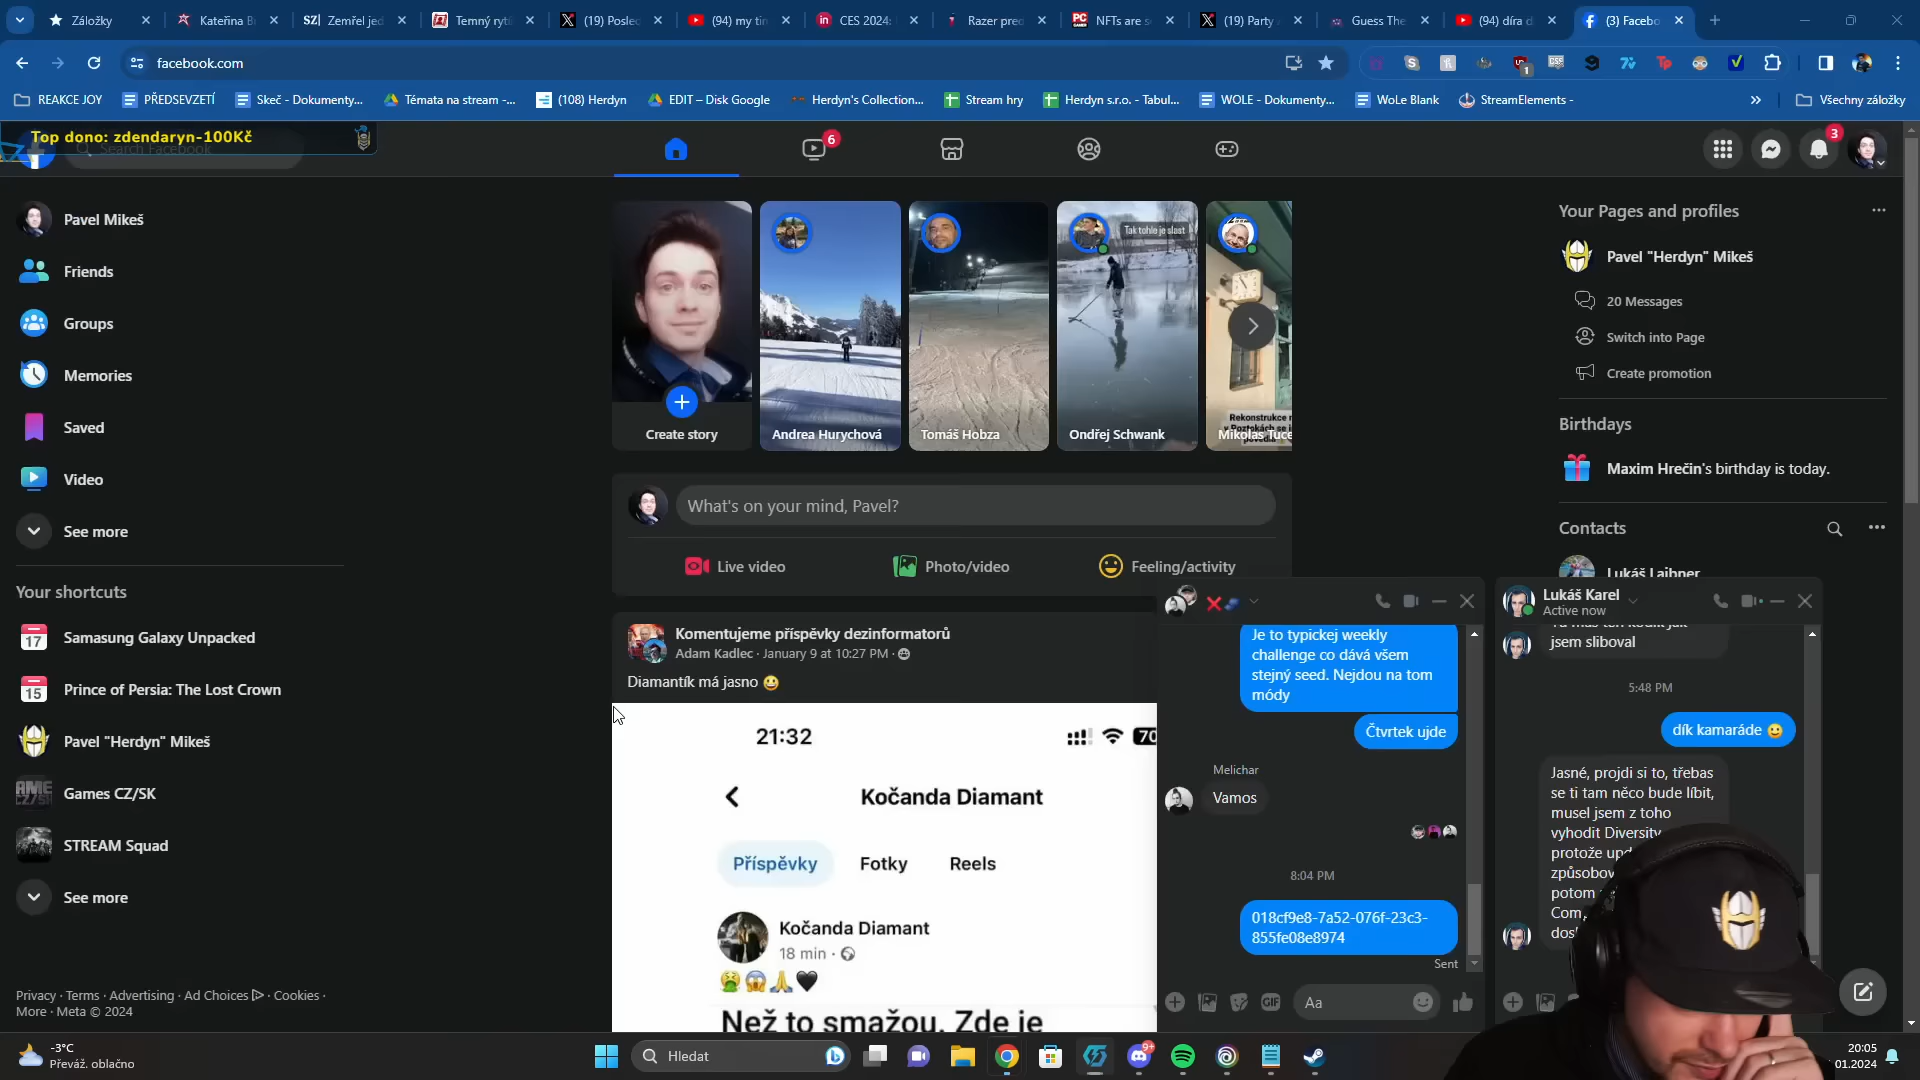 Záložky
Kateřina B
SZ Zemřel jed
Temný ryt
(19) Posled
(94) my tin
CES 2024:
Razer pred
NFTs are s
(19) Party
Guess The
(94) díra d
(3) Facebo
facebook.com
REAKCE JOY
PŘEDSEVZETÍ
Skeč - Dokumenty...
Témata na stream -...
(108) Herdyn
EDIT – Disk Google
Herdyn's Collection...
Stream hry
Herdyn s.r.o. - Tabul...
WOLE - Dokumenty...
WoLe Blank
StreamElements -
Všechny záložky
Top dono: zdendaryn-100Kč
Search Facebook
6
3
Pavel Mikeš
Friends
Groups
Memories
Saved
Video
See more
Your shortcuts
17 Samasung Galaxy Unpacked
15 Prince of Persia: The Lost Crown
Pavel "Herdyn" Mikeš
Games CZ/SK
STREAM Squad
See more
Privacy · Terms · Advertising · Ad Choices · Cookies ·
More · Meta © 2024
Create story
Andrea Hurychová
Tomáš Hobza
Tak tohle je slast
Ondřej Schwank
What's on your mind, Pavel?
Live video
Photo/video
Feeling/activity
Komentujeme příspěvky dezinformatorů
Adam Kadlec · January 9 at 10:27 PM ·
Diamantík má jasno 😀
21:32
70
Kočanda Diamant
Příspěvky
Fotky
Reels
Kočanda Diamant
18 min ·
🤮😱🙏🖤
Než to smažou. Zde je
Your Pages and profiles
Pavel "Herdyn" Mikeš
20 Messages
Switch into Page
Create promotion
Birthdays
Maxim Hrečin's birthday is today.
Contacts
Lukáš Laibner
Je to typickej weekly
challenge co dává všem
stejný seed. Nejdou na tom
módy
Čtvrtek ujde
Melichar
Vamos
8:04 PM
018cf9e8-7a52-076f-23c3-
855fe08e8974
Sent
GIF
Aa
Lukáš Karel
Active now
jsem sliboval
5:48 PM
dík kamaráde 😀
Jasné, projdi si to, třebas
se ti tam něco bude líbit,
musel jsem z toho
vyhodit Diversity
protože upd
způsobov
potom
Com
dos
-3°C
Převáž. oblačno
Hledat
9+
20:05
.01.2024